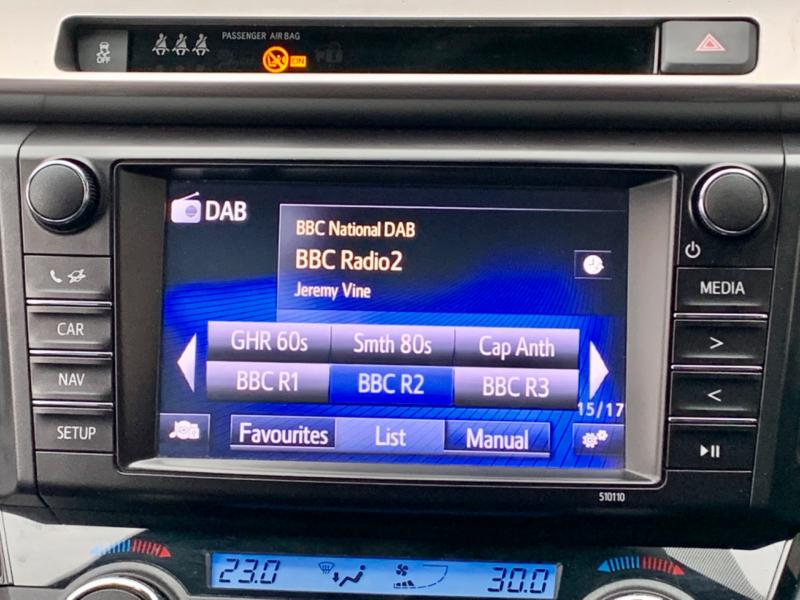 PASSENGER AIR BAG
OFF
ON
DAB
BBC National DAB
BBC Radio2
Jeremy Vine
MEDIA
CAR
NAV
SETUP
>
<
GHR 60s
Smth 80s
Cap Anth
BBC R1
BBC R2
BBC R3
15/17
Favourites
List
Manual
510110
23.0
30.0